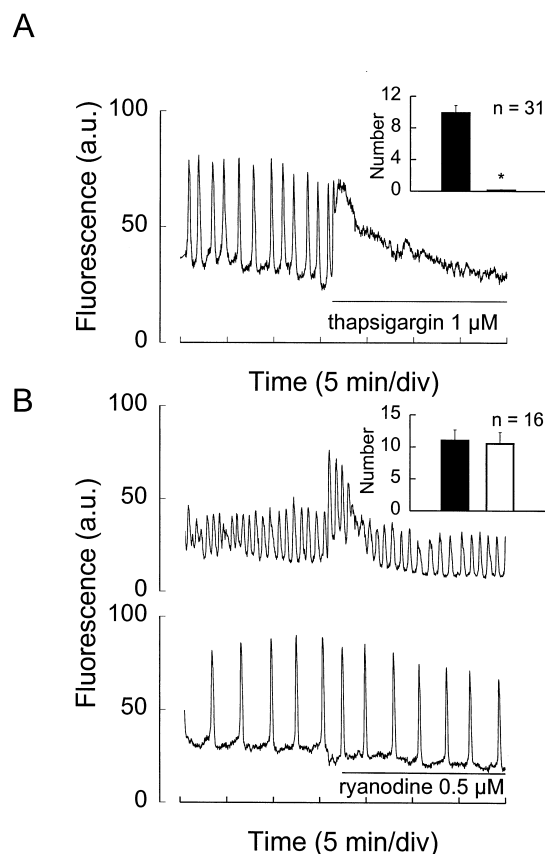 A
Fluorescence (a.u.)
100
50
0
Number
12
8
4
0
n = 31
*
thapsigargin 1 µM
Time (5 min/div)
B
Fluorescence (a.u.)
100
50
0
Number
15
10
5
0
n = 16
100
50
0
ryanodine 0.5 µM
Time (5 min/div)